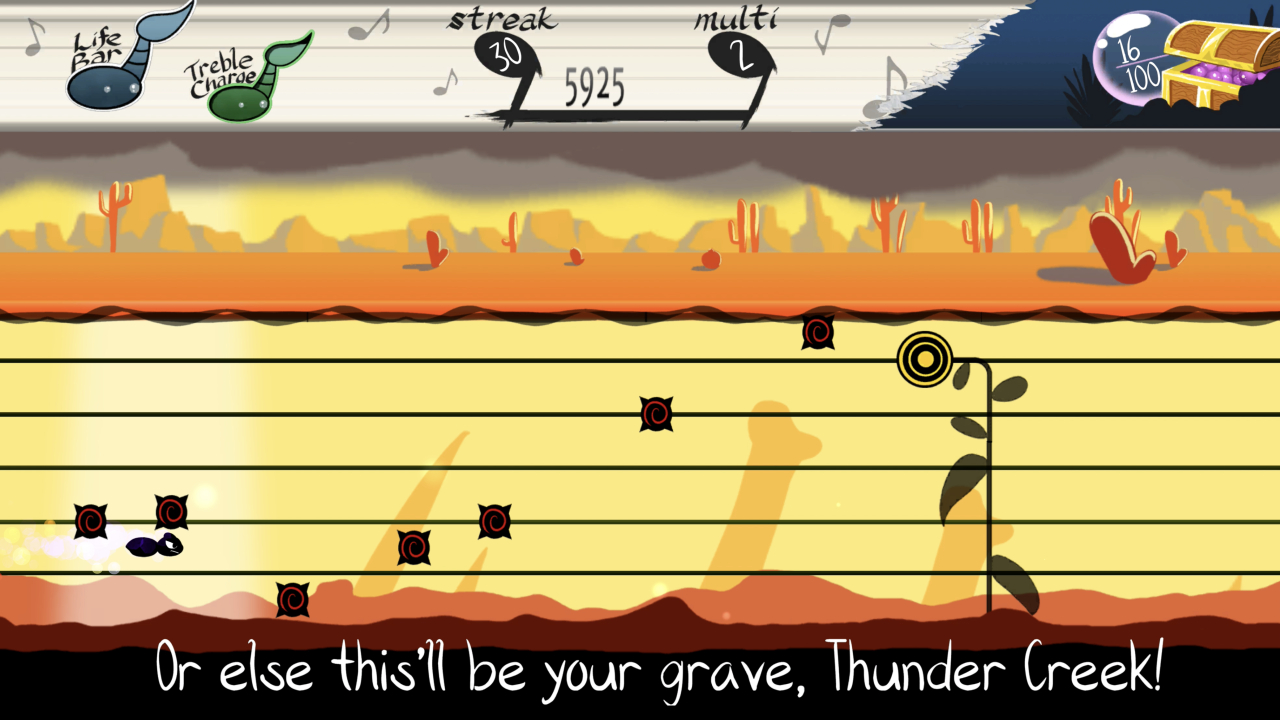 Life
Bar
Treble
Charge
streak
30
5925
multi
2
16
100
Or else this'll be your grave, Thunder Creek!